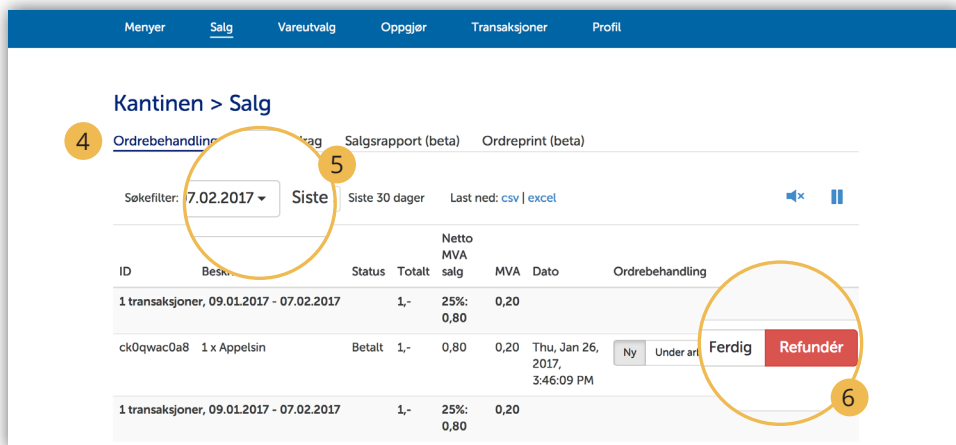 Menyer Salg Vareutvalg Oppgjør Transaksjoner Profil
Kantinen > Salg
4 Ordrebehandling Salgsrapport (beta) Ordreprint (beta)
5
Søkefilter: 7.02.2017 Siste Siste 30 dager Last ned: csv | excel
ID Status Totalt Netto MVA salg MVA Dato Ordrebehandling
1 transaksjoner, 09.01.2017 - 07.02.2017 1,- 25%: 0,80 0,20
ck0qwac0a8 1 x Appelsin Betalt 1,- 0,80 0,20 Thu, Jan 26, 2017, 3:46:09 PM Ny Under Ferdig Refundér
6
1 transaksjoner, 09.01.2017 - 07.02.2017 1,- 25%: 0,80 0,20